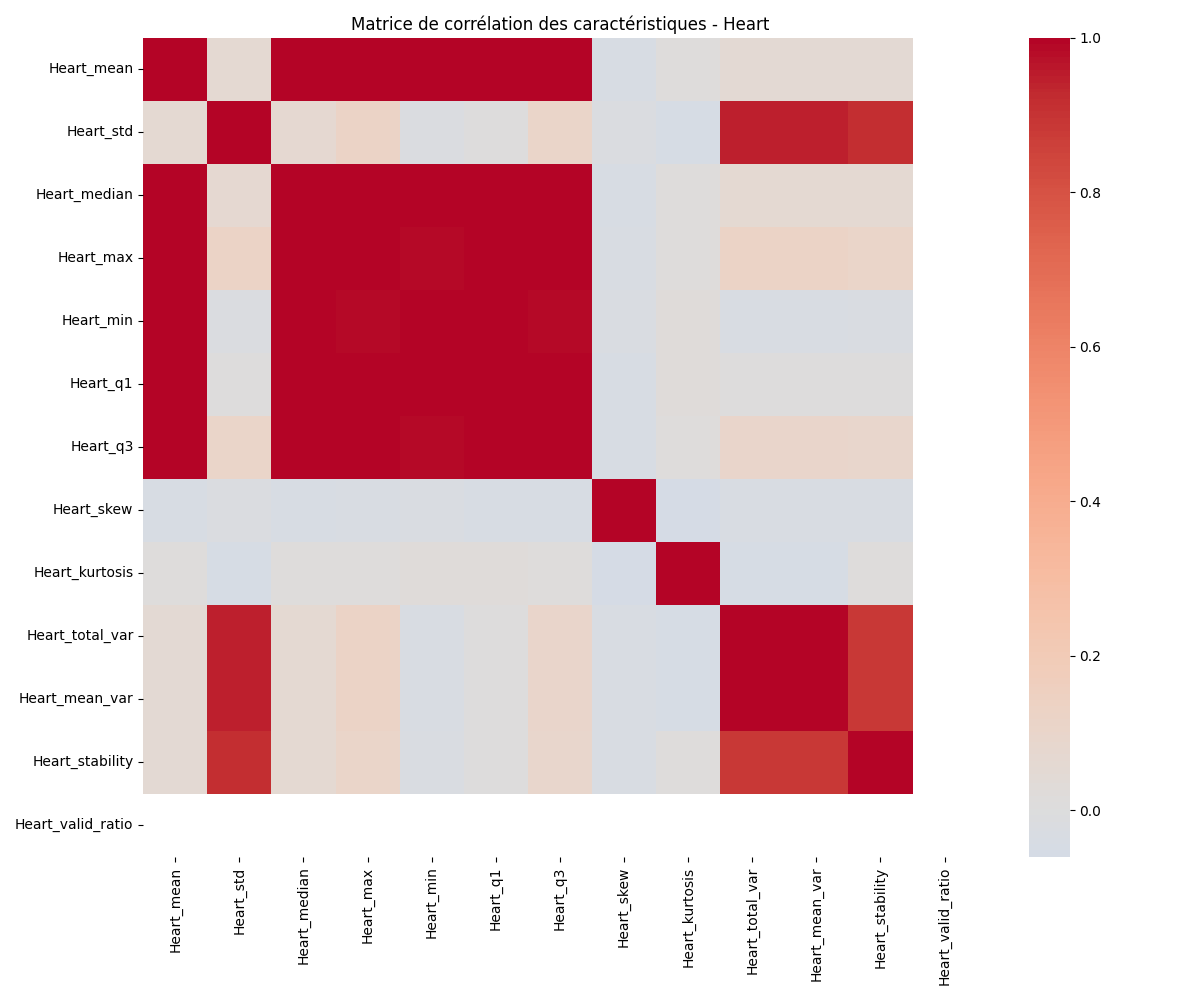 Matrice de corrélation des caractéristiques - Heart
Heart_mean
Heart_std
Heart_median
Heart_max
Heart_min
Heart_q1
Heart_q3
Heart_skew
Heart_kurtosis
Heart_total_var
Heart_mean_var
Heart_stability
Heart_valid_ratio
Heart_mean
Heart_std
Heart_median
Heart_max
Heart_min
Heart_q1
Heart_q3
Heart_skew
Heart_kurtosis
Heart_total_var
Heart_mean_var
Heart_stability
Heart_valid_ratio
1.0
0.8
0.6
0.4
0.2
0.0